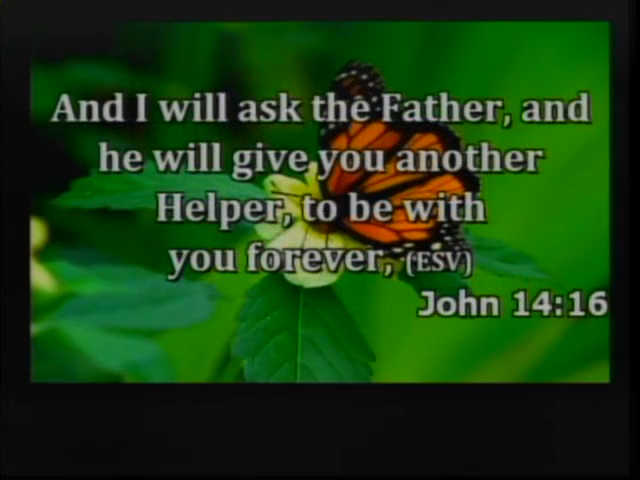 And I will ask the Father, and
he will give you another
Helper, to be with
you forever, (ESV)
John 14:16